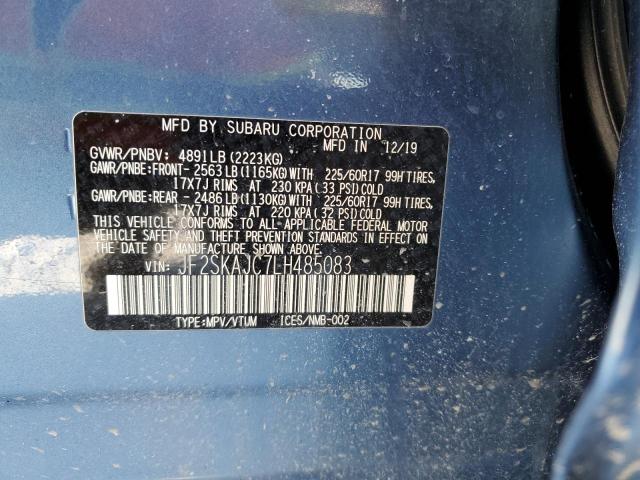 MFD BY SUBARU CORPORATION
MFD IN 12/19
GVWR/PNBV: 4891LB(2223KG)
GAWR/PNBE:FRONT- 2563LB(1165KG)WITH 225/60R17 99H TIRES,
17X7J RIMS AT 230 KPA(33 PSI)COLD
GAWR/PNBE:REAR - 2486LB(1130KG)WITH 225/60R17 99H TIRES,
17X7J RIMS AT 220 KPA(32 PSI)COLD
THIS VEHICLE CONFORMS TO ALL APPLICABLE FEDERAL MOTOR
VEHICLE SAFETY AND THEFT PREVENTION STANDARDS IN EFFECT
ON THE DATE OF MANUFACTURE SHOWN ABOVE.
VIN: JF2SKAJC7LH485083
TYPE:MPV/VTUM ICES/NMB-002